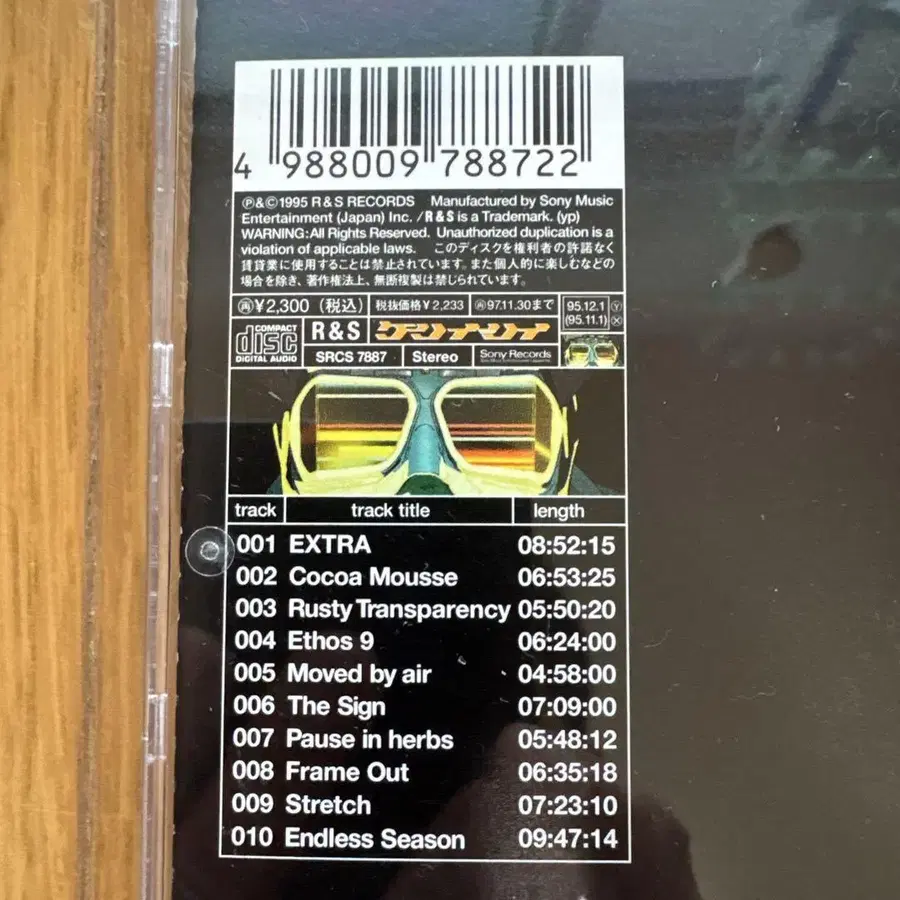 4 988009 788722
Ⓟ&©1995 R & S RECORDS Manufactured by Sony Music
Entertainment (Japan) Inc. /R & S is a Trademark. (yp)
WARNING:All Rights Reserved. Unauthorized duplication is a
violation of applicable laws. このディスクを権利者の許諾なく
賃貸業に使用することは禁止されています。また個人的に楽しむなどの
場合を除き、著作権法上、無断複製は禁じられています。
㊢¥2,300 (税込) 税抜価格¥2,233 ㊢97.11.30まで 95.12.1 Ⓨ
(95.11.1) Ⓧ
COMPACT
disc
DIGITAL AUDIO
R&S ケンイシイ
SRCS 7887 Stereo Sony Records
track track title length
001 EXTRA 08:52:15
002 Cocoa Mousse 06:53:25
003 Rusty Transparency 05:50:20
004 Ethos 9 06:24:00
005 Moved by air 04:58:00
006 The Sign 07:09:00
007 Pause in herbs 05:48:12
008 Frame Out 06:35:18
009 Stretch 07:23:10
010 Endless Season 09:47:14